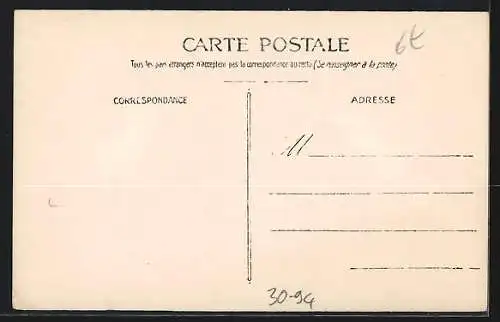 CARTE POSTALE
6€
Tous les pays étrangers n'acceptent pas la correspondance au recto (Se renseigner à la poste)
CORRESPONDANCE
ADRESSE
M
30-94